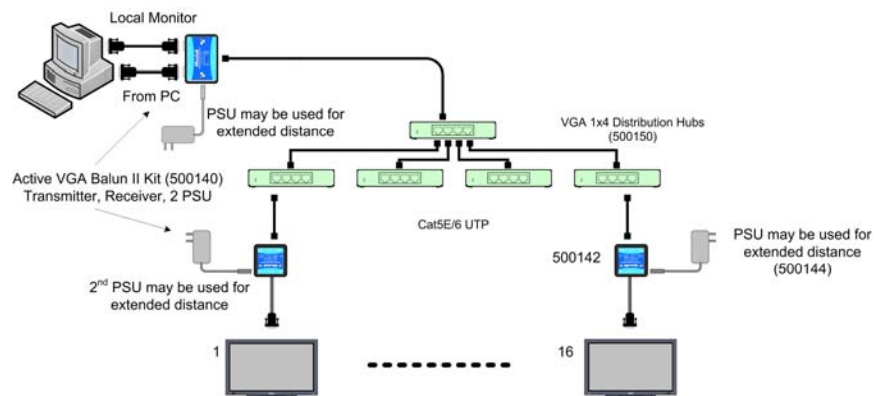 Local Monitor
From PC
PSU may be used for
extended distance
VGA 1x4 Distribution Hubs
(500150)
Active VGA Balun II Kit (500140)
Transmitter, Receiver, 2 PSU
Cat5E/6 UTP
2nd PSU may be used for
extended distance
500142
PSU may be used for
extended distance
(500144)
1
16